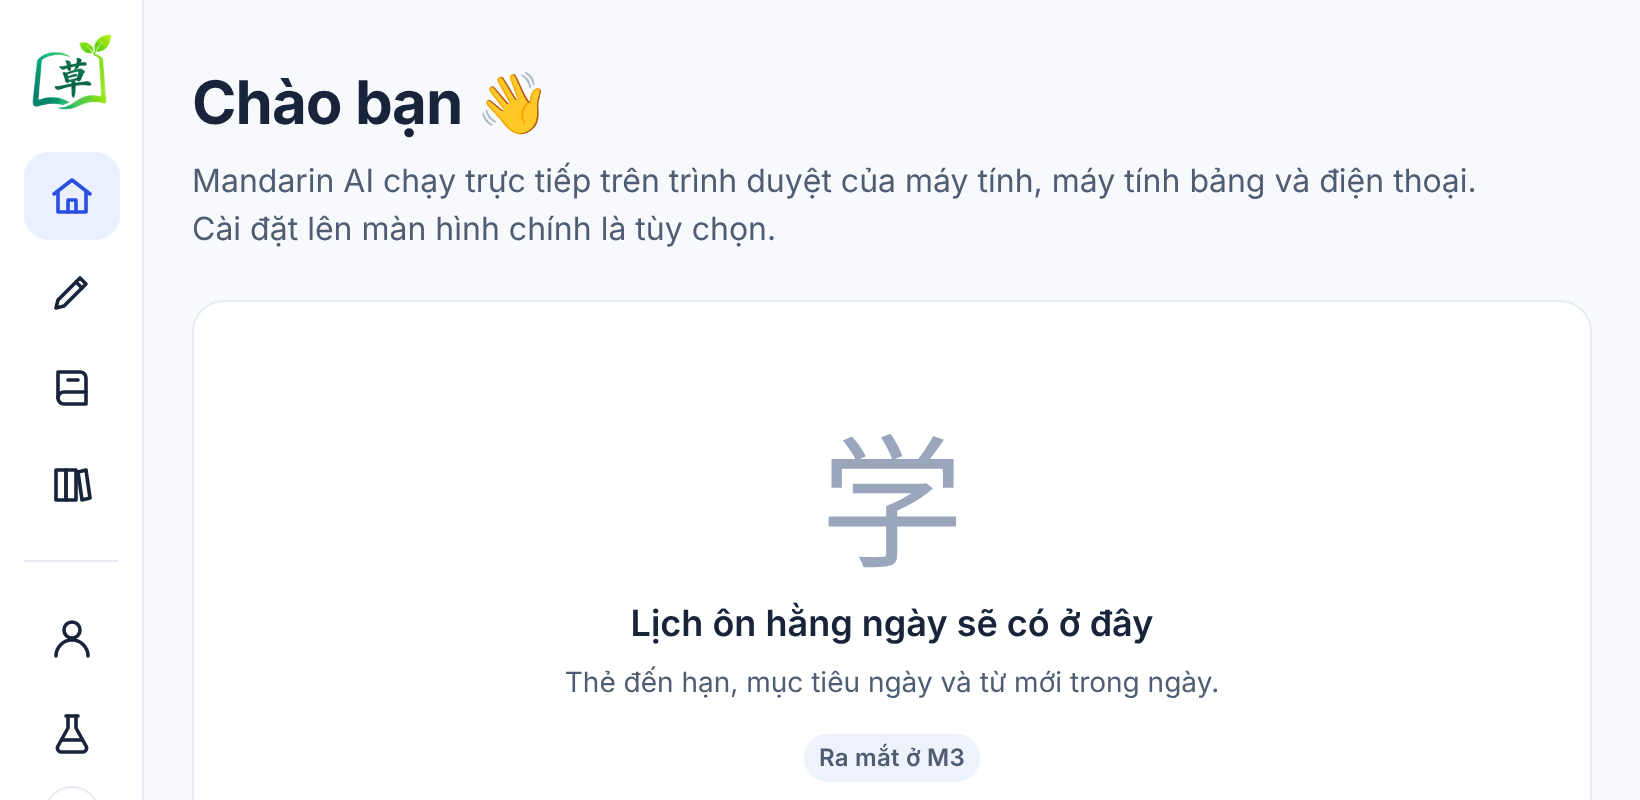 草
Chào bạn 👋
Mandarin AI chạy trực tiếp trên trình duyệt của máy tính, máy tính bảng và điện thoại.
Cài đặt lên màn hình chính là tùy chọn.
学
Lịch ôn hằng ngày sẽ có ở đây
Thẻ đến hạn, mục tiêu ngày và từ mới trong ngày.
Ra mắt ở M3